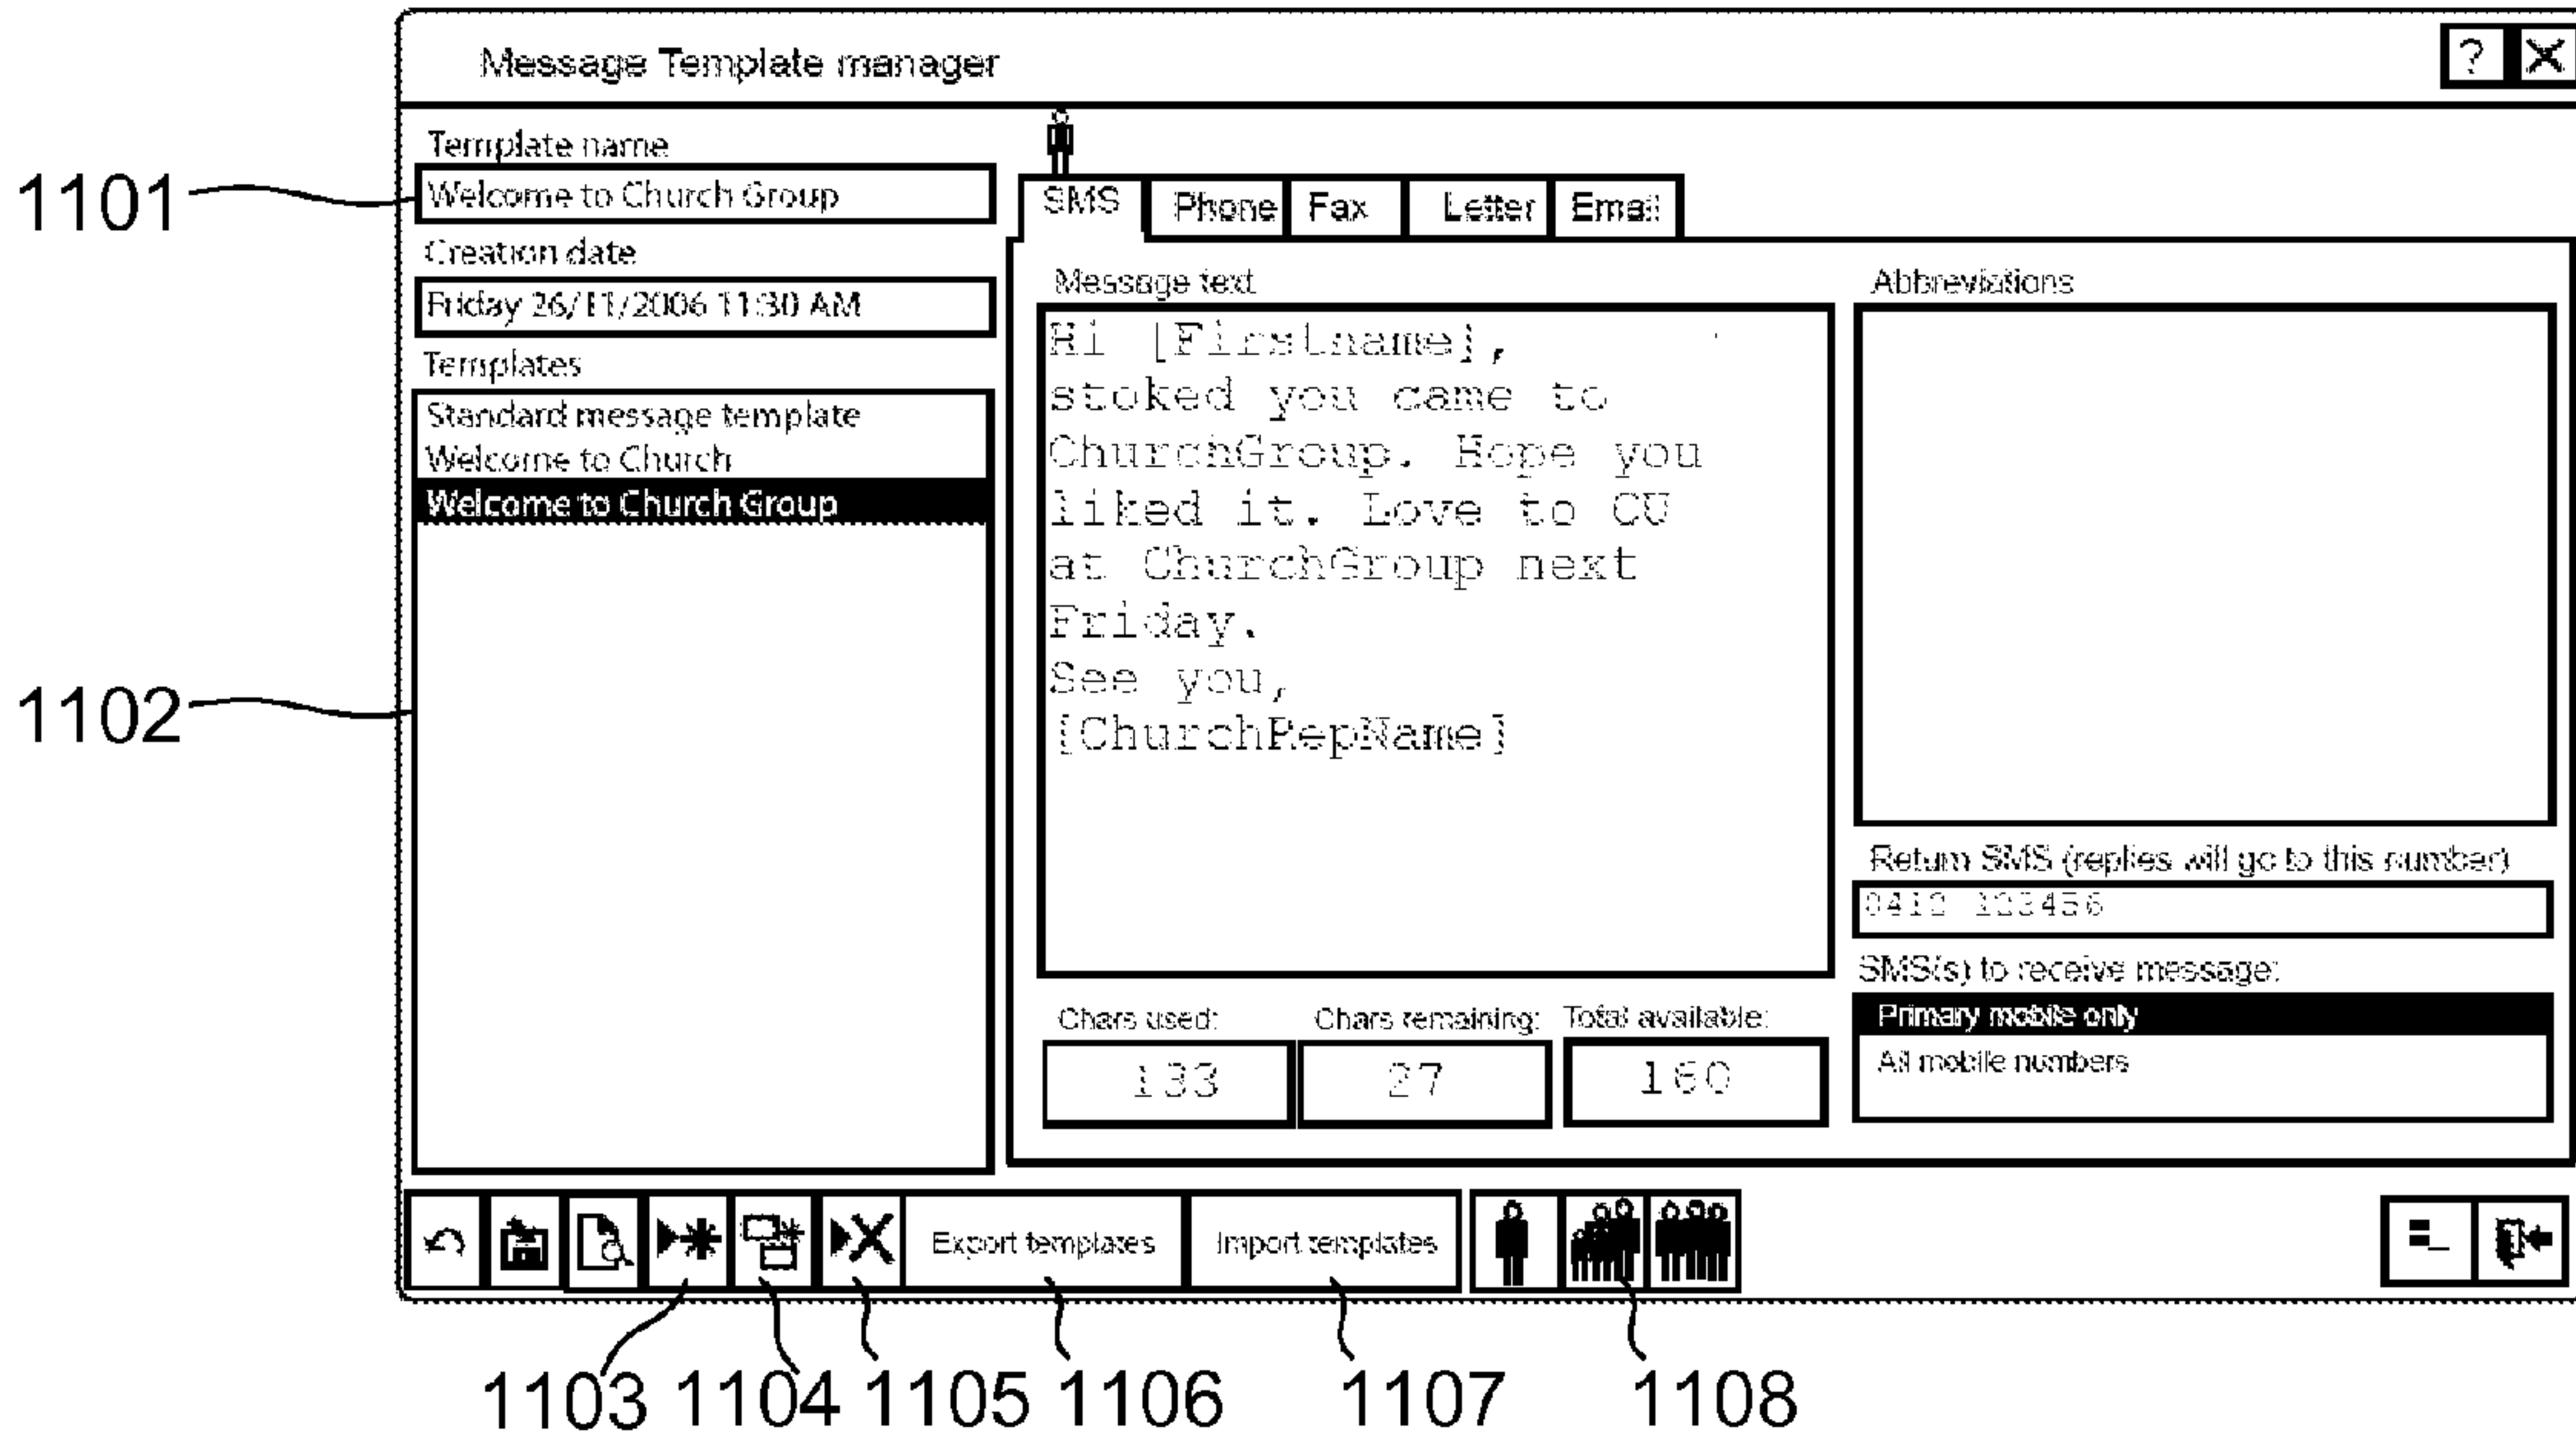 Message Template manager
? X
Template name
1101
Welcome to Church Group
Creation date
Friday 26/11/2006 11:30 AM
Templates
Standard message template
Welcome to Church
Welcome to Church Group
1102
SMS Phone Fax Letter Email
Message text
Hi [Firstname],
stoked you came to
ChurchGroup. Hope you
liked it. Love to CU
at ChurchGroup next
Friday.
See you,
[ChurchRepName]
Chars used: Chars remaining: Total available:
133 27 160
Abbreviations
Return SMS (replies will go to this number)
0412 123456
SMS(s) to receive message:
Primary mobile only
All mobile numbers
Export templates Import templates
1103 1104 1105 1106 1107 1108